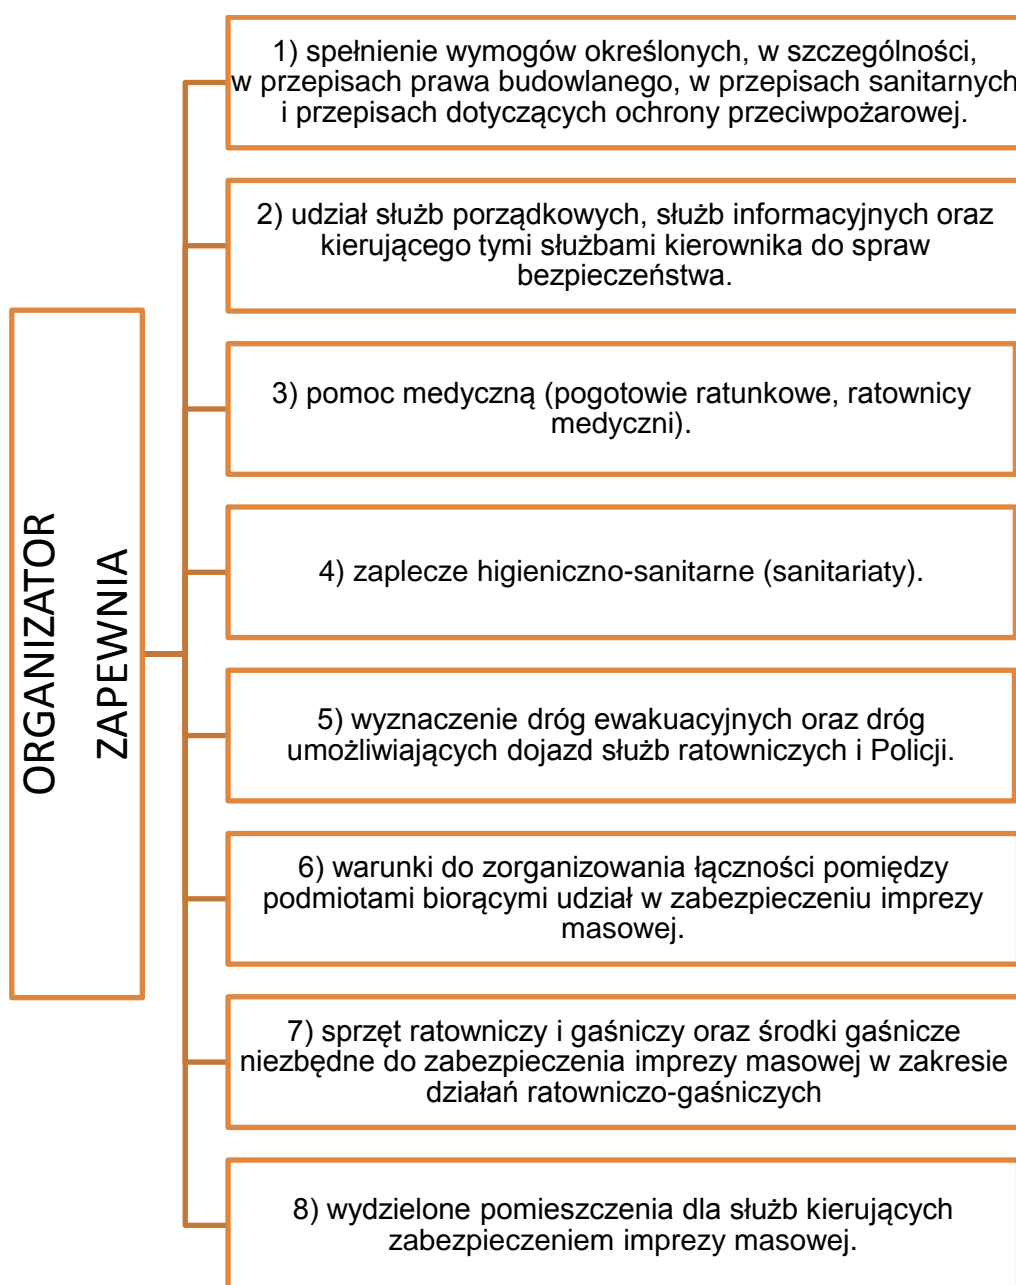 ORGANIZATOR
ZAPEWNIA
1) spełnienie wymogów określonych, w szczególności,
w przepisach prawa budowlanego, w przepisach sanitarnych
i przepisach dotyczących ochrony przeciwpożarowej.
2) udział służb porządkowych, służb informacyjnych oraz
kierującego tymi służbami kierownika do spraw
bezpieczeństwa.
3) pomoc medyczną (pogotowie ratunkowe, ratownicy
medyczni).
4) zaplecze higieniczno-sanitarne (sanitariaty).
5) wyznaczenie dróg ewakuacyjnych oraz dróg
umożliwiających dojazd służb ratowniczych i Policji.
6) warunki do zorganizowania łączności pomiędzy
podmiotami biorącymi udział w zabezpieczeniu imprezy
masowej.
7) sprzęt ratowniczy i gaśniczy oraz środki gaśnicze
niezbędne do zabezpieczenia imprezy masowej w zakresie
działań ratowniczo-gaśniczych
8) wydzielone pomieszczenia dla służb kierujących
zabezpieczeniem imprezy masowej.